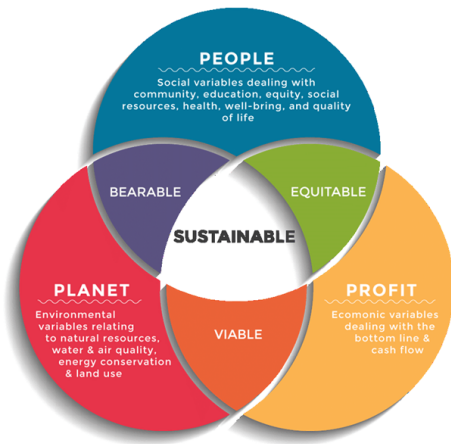 PEOPLE
Social variables dealing with
community, education, equity, social
resources, health, well-bring, and quality
of life
BEARABLE
EQUITABLE
SUSTAINABLE
PLANET
Environmental
variables relating
to natural resources,
water & air quality,
energy conservation
& land use
PROFIT
Ecomonic variables
dealing with the
bottom line &
cash flow
VIABLE